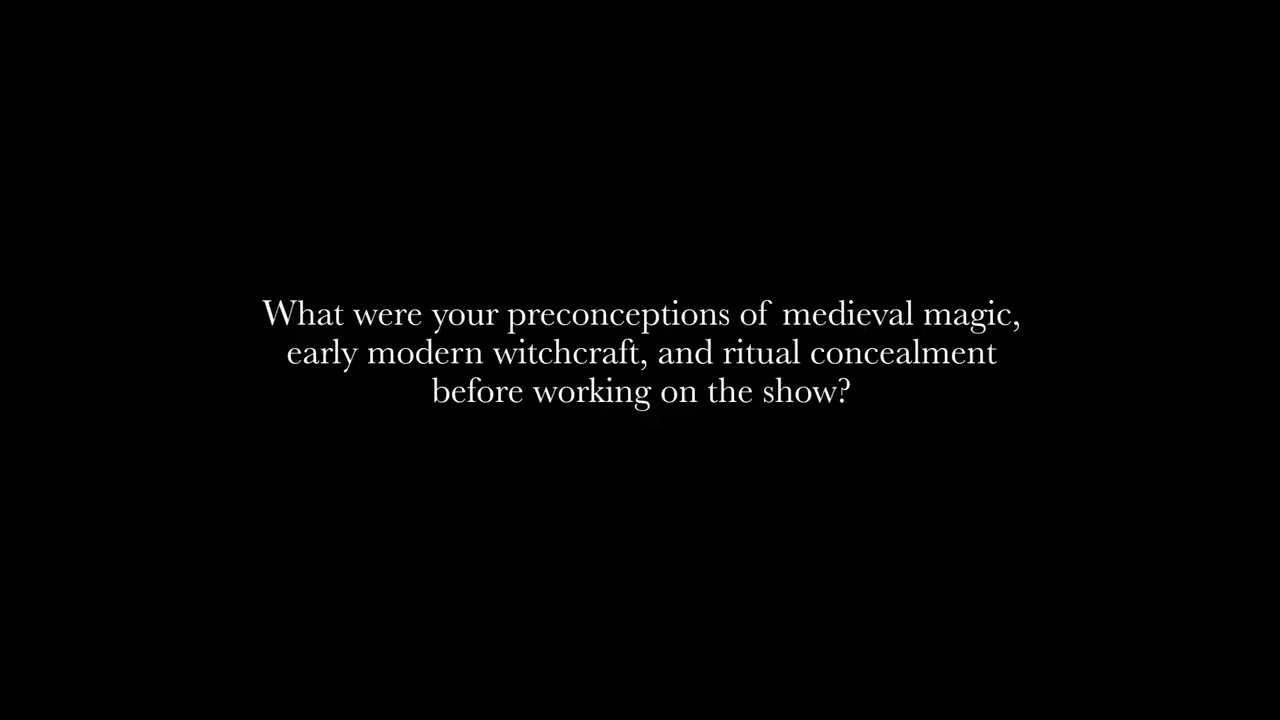 What were your preconceptions of medieval magic,
early modern witchcraft, and ritual concealment
before working on the show?